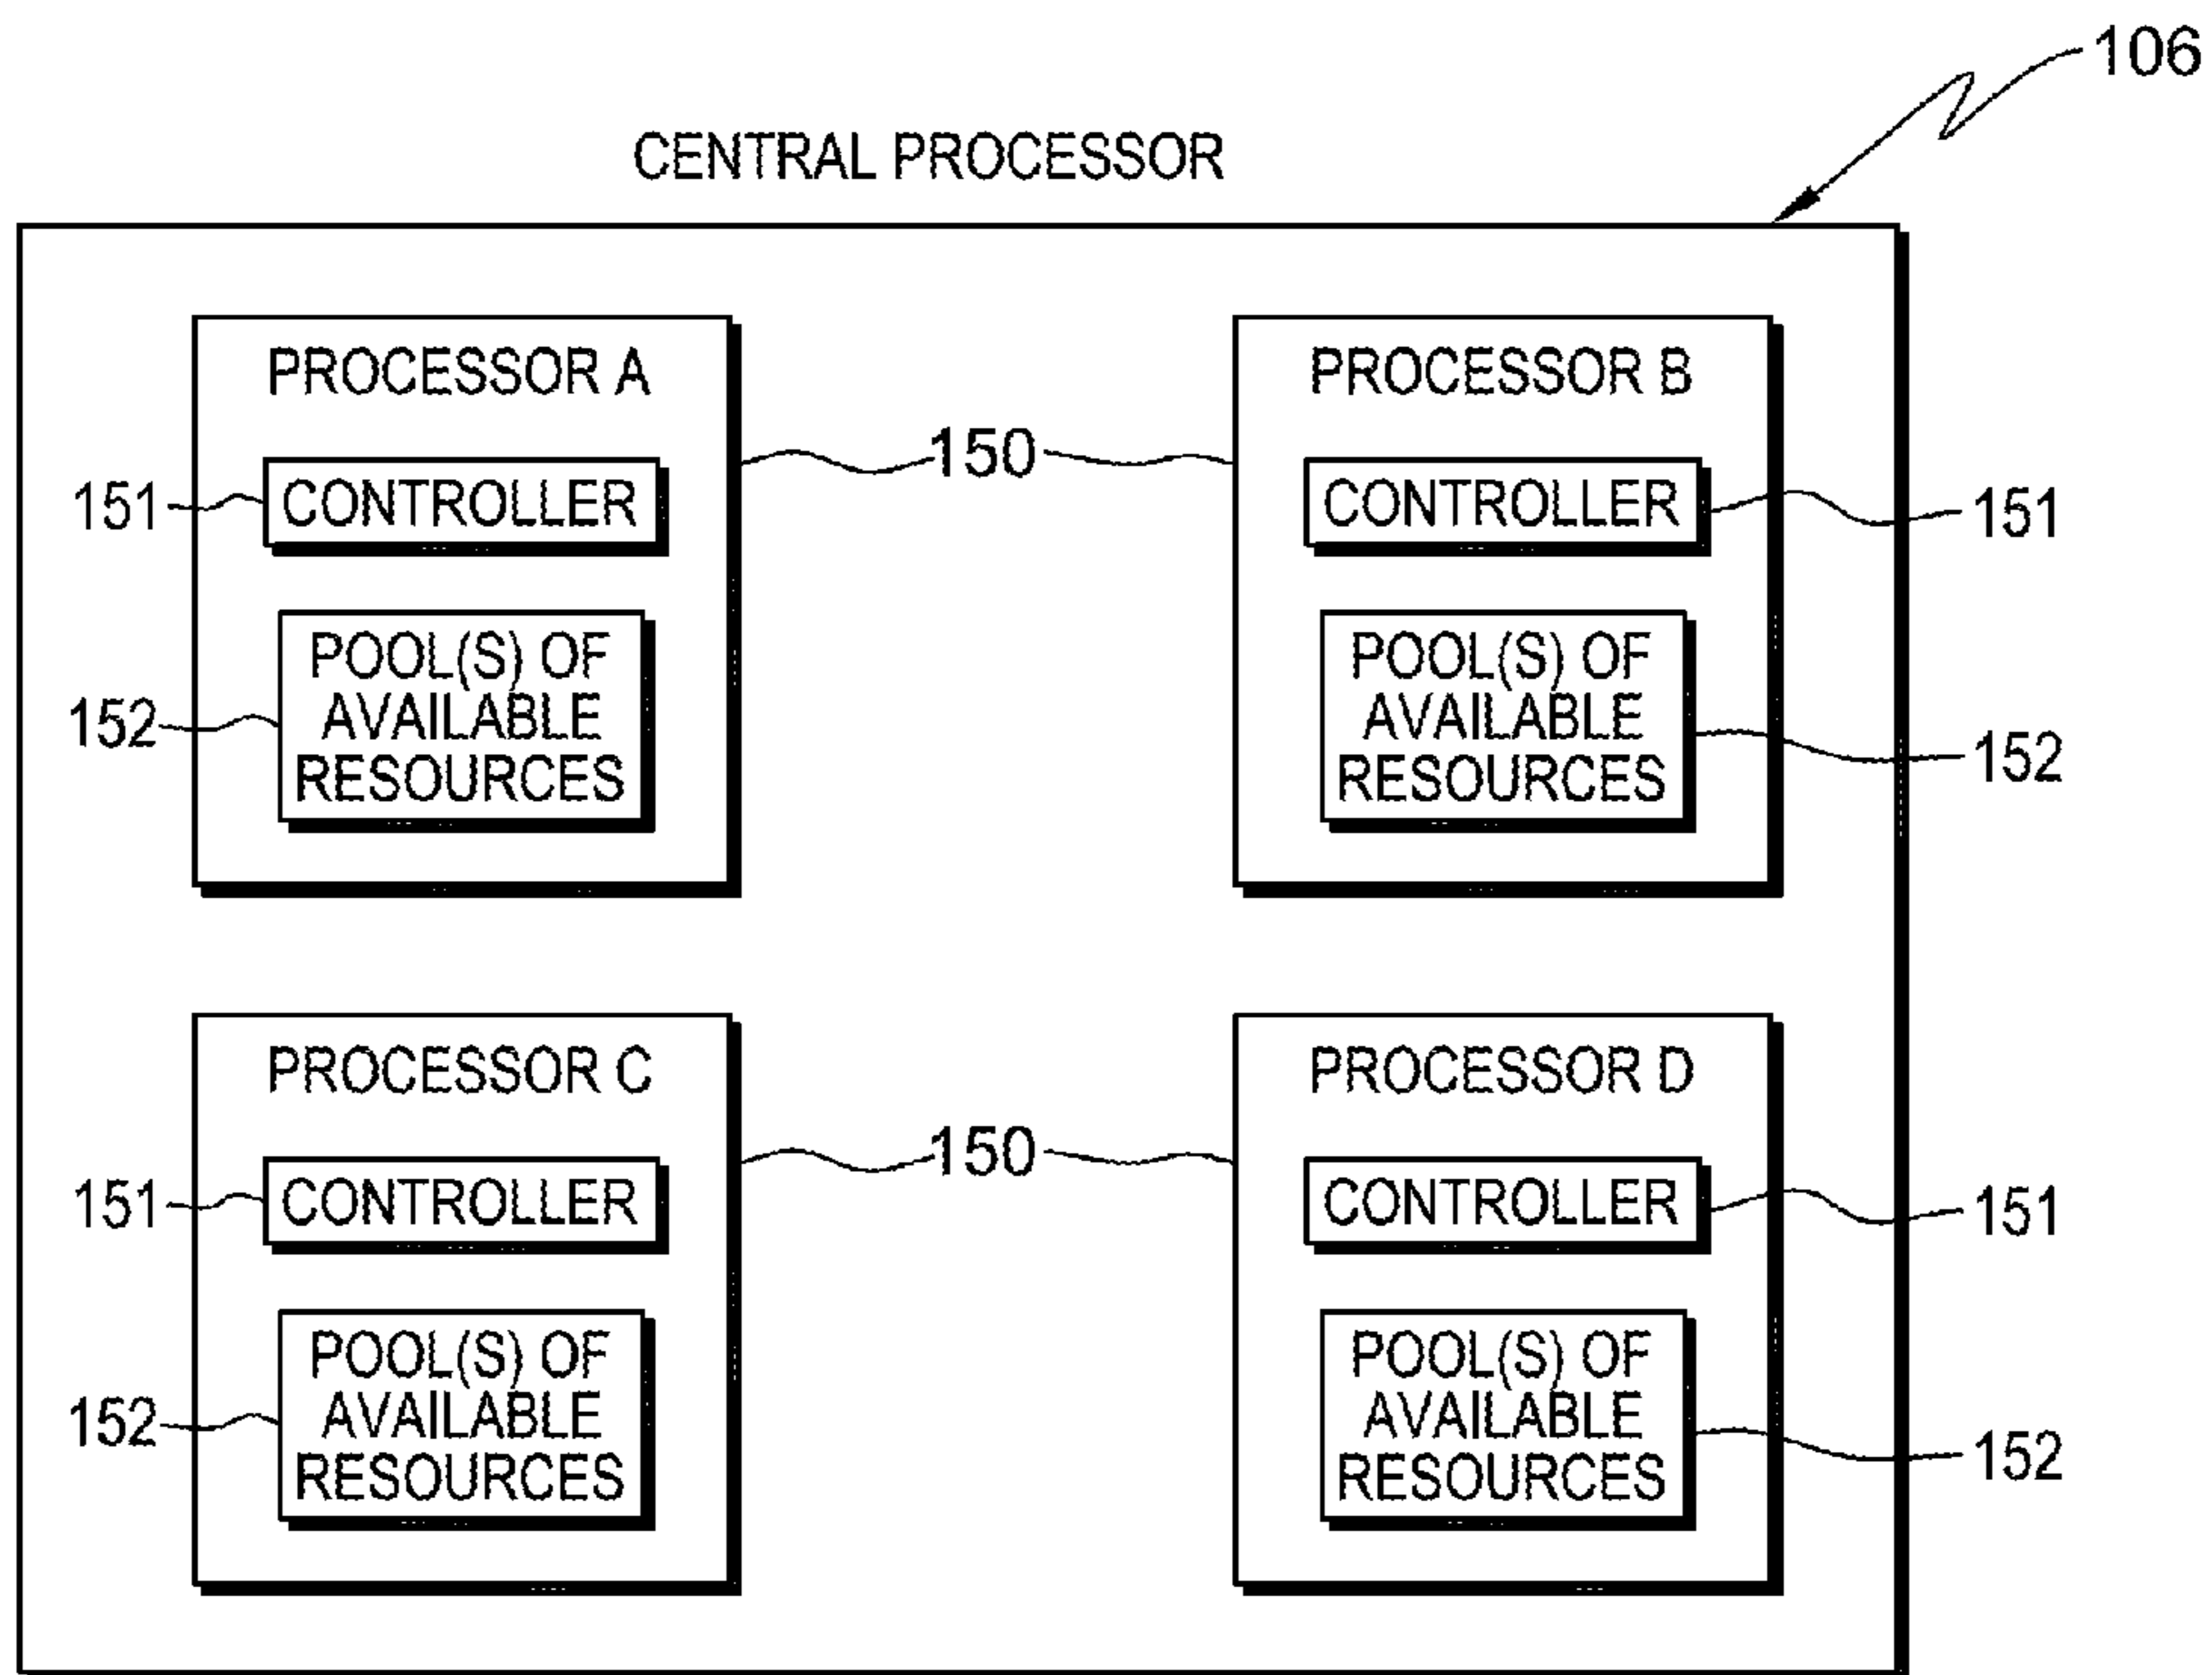 106
CENTRAL PROCESSOR
PROCESSOR A
PROCESSOR B
150
151
CONTROLLER
CONTROLLER
151
POOL(S) OF
AVAILABLE
RESOURCES
152
POOL(S) OF
AVAILABLE
RESOURCES
152
PROCESSOR C
PROCESSOR D
150
151
CONTROLLER
CONTROLLER
151
POOL(S) OF
AVAILABLE
RESOURCES
152
POOL(S) OF
AVAILABLE
RESOURCES
152